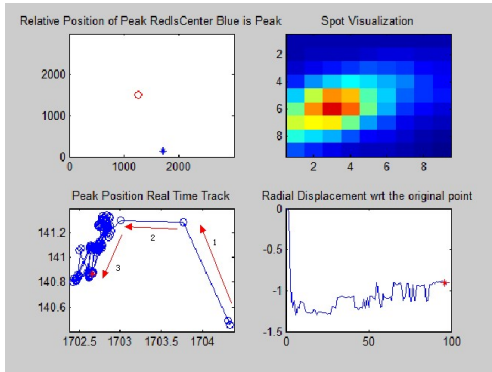 Relative Position of Peak RedIsCenter Blue is Peak
Spot Visualization
2000
1000
0
0 1000 2000
2
4
6
8
2 4 6 8
Peak Position Real Time Track
Radial Displacement wrt the original point
141.2
141
140.8
140.6
1702.5 1703 1703.5 1704
1
2
3
0
-0.5
-1
-1.5
0 50 100